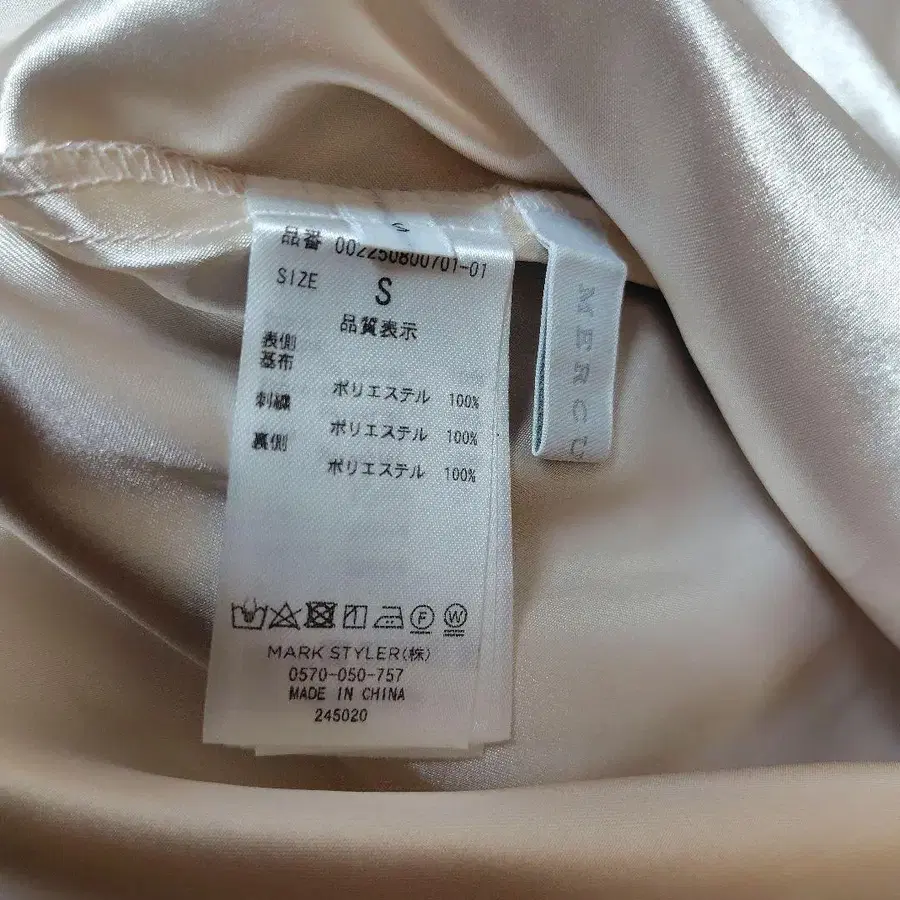 S
品番 002250800701-01
SIZE S
品質表示
表側
基布 ポリエステル 100%
刺繍 ポリエステル 100%
裏側 ポリエステル 100%
F W
MARK STYLER(株)
0570-050-757
MADE IN CHINA
245020
MERCU